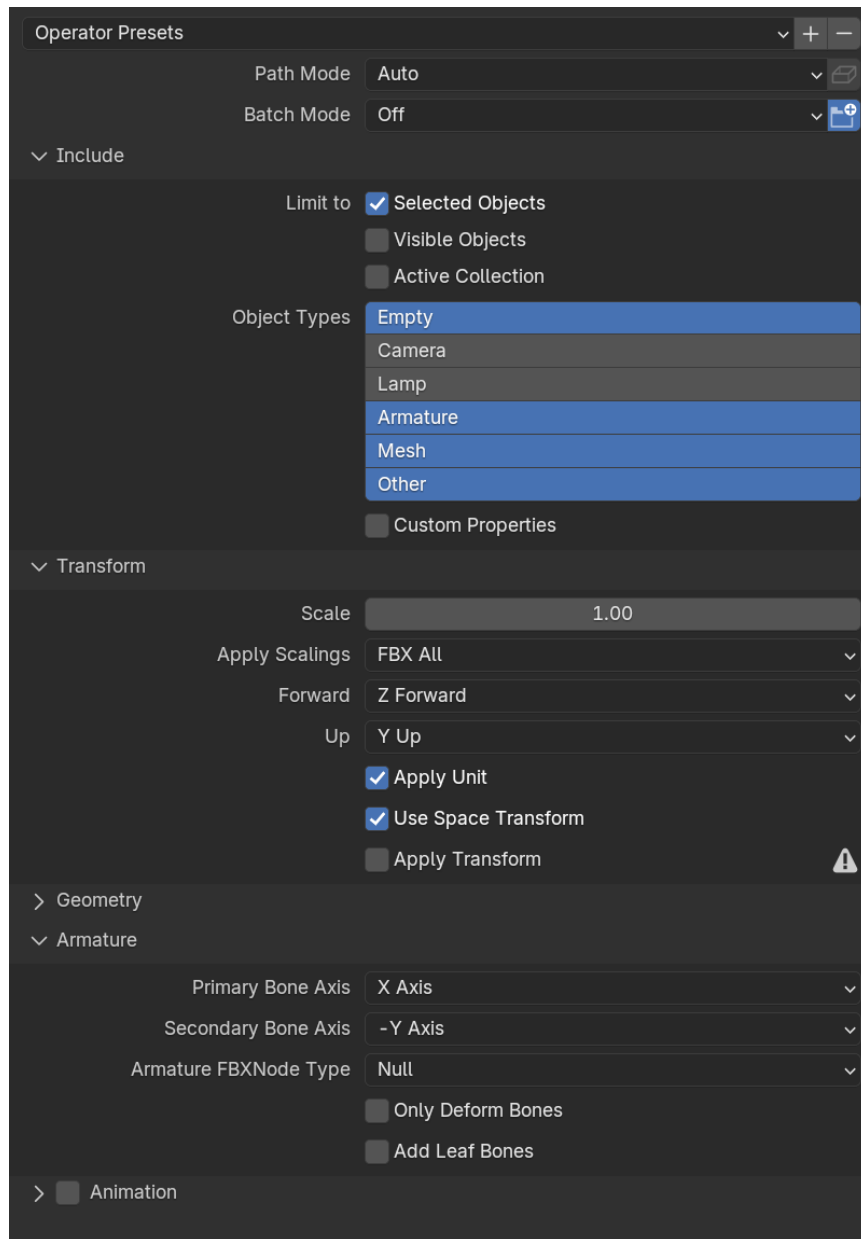 Operator Presets
Path Mode Auto
Batch Mode Off
Include
Limit to Selected Objects
Visible Objects
Active Collection
Object Types Empty
Camera
Lamp
Armature
Mesh
Other
Custom Properties
Transform
Scale 1.00
Apply Scalings FBX All
Forward Z Forward
Up Y Up
Apply Unit
Use Space Transform
Apply Transform
Geometry
Armature
Primary Bone Axis X Axis
Secondary Bone Axis -Y Axis
Armature FBXNode Type Null
Only Deform Bones
Add Leaf Bones
Animation